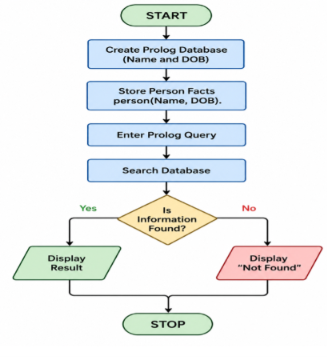 START
Create Prolog Database
(Name and DOB)
Store Person Facts
person(Name, DOB).
Enter Prolog Query
Search Database
Yes
Is
Information
Found?
No
Display
Result
Display
"Not Found"
STOP